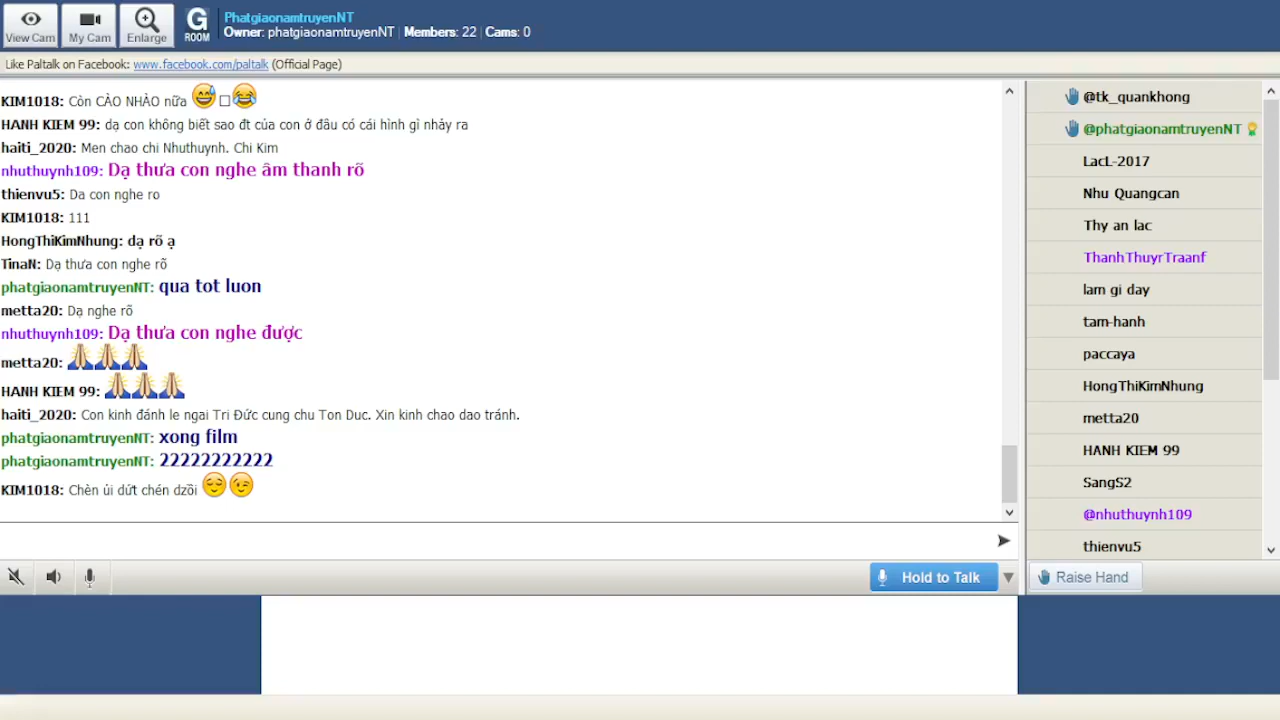 View Cam
My Cam
Enlarge
G
ROOM
PhatgiaonamtruyenNT
Owner: phatgiaonamtruyenNT | Members: 22 | Cams: 0
Like Paltalk on Facebook: www.facebook.com/paltalk (Official Page)
KIM1018: Còn CÀO NHÀO nữa
HANH KIEM 99: dạ con không biết sao đt của con ở đâu có cái hình gì nhảy ra
haiti_2020: Men chao chi Nhuthuynh. Chi Kim
nhuthuynh109: Dạ thưa con nghe âm thanh rõ
thienvu5: Da con nghe ro
KIM1018: 111
HongThiKimNhung: dạ rõ ạ
TinaN: Dạ thưa con nghe rõ
phatgiaonamtruyenNT: qua tot luon
metta20: Dạ nghe rõ
nhuthuynh109: Dạ thưa con nghe được
metta20:
HANH KIEM 99:
haiti_2020: Con kinh đánh le ngai Tri Đức cung chu Ton Duc. Xin kinh chao dao tránh.
phatgiaonamtruyenNT: xong film
phatgiaonamtruyenNT: 22222222222
KIM1018: Chèn ủi dứt chén dzồi
Hold to Talk
@tk_quankhong
@phatgiaonamtruyenNT
LacL-2017
Nhu Quangcan
Thy an lac
ThanhThuyrTraanf
lam gi day
tam-hanh
paccaya
HongThiKimNhung
metta20
HANH KIEM 99
SangS2
@nhuthuynh109
thienvu5
Raise Hand